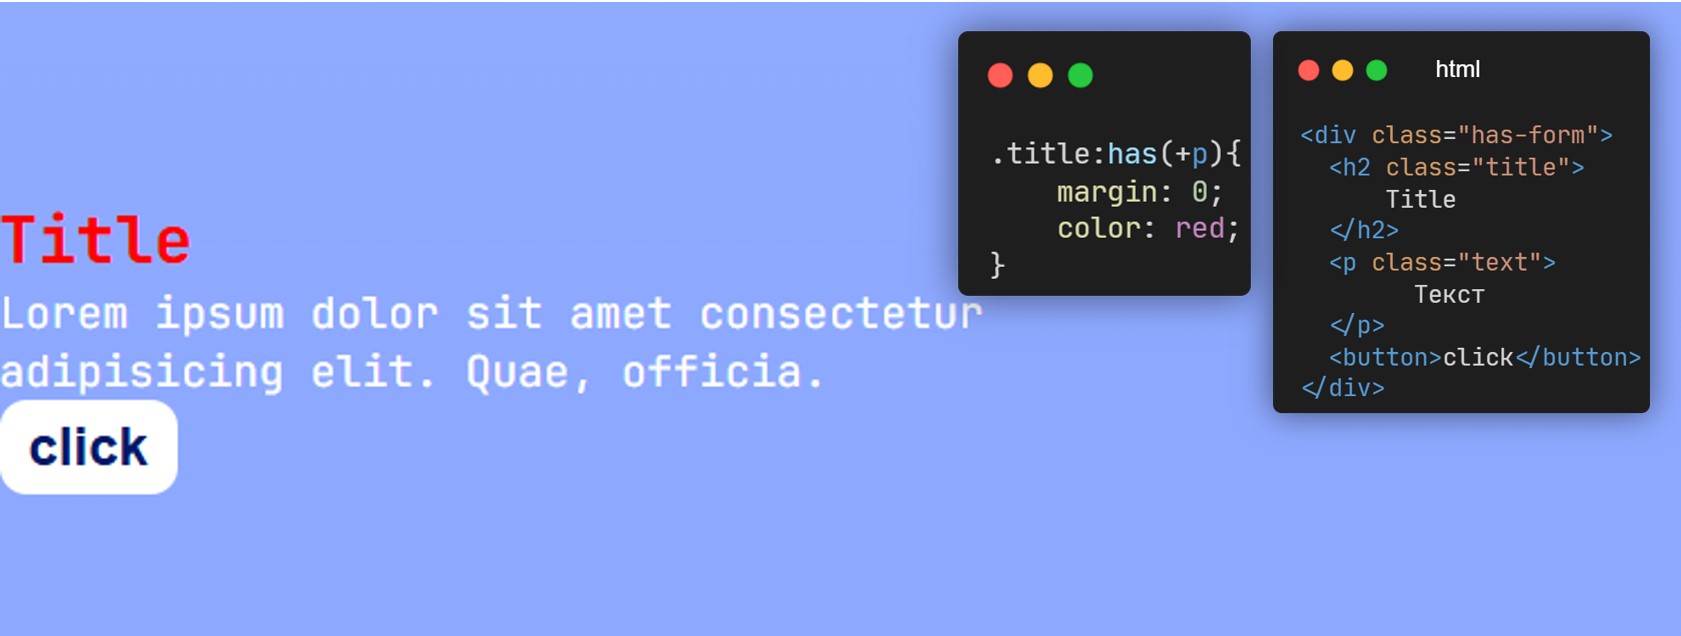 Title
Lorem ipsum dolor sit amet consectetur
adipisicing elit. Quae, officia.
click
.title:has(+p){
margin: 0;
color: red;
}
html
<div class="has-form">
<h2 class="title">
Title
</h2>
<p class="text">
Текст
</p>
<button>click</button>
</div>